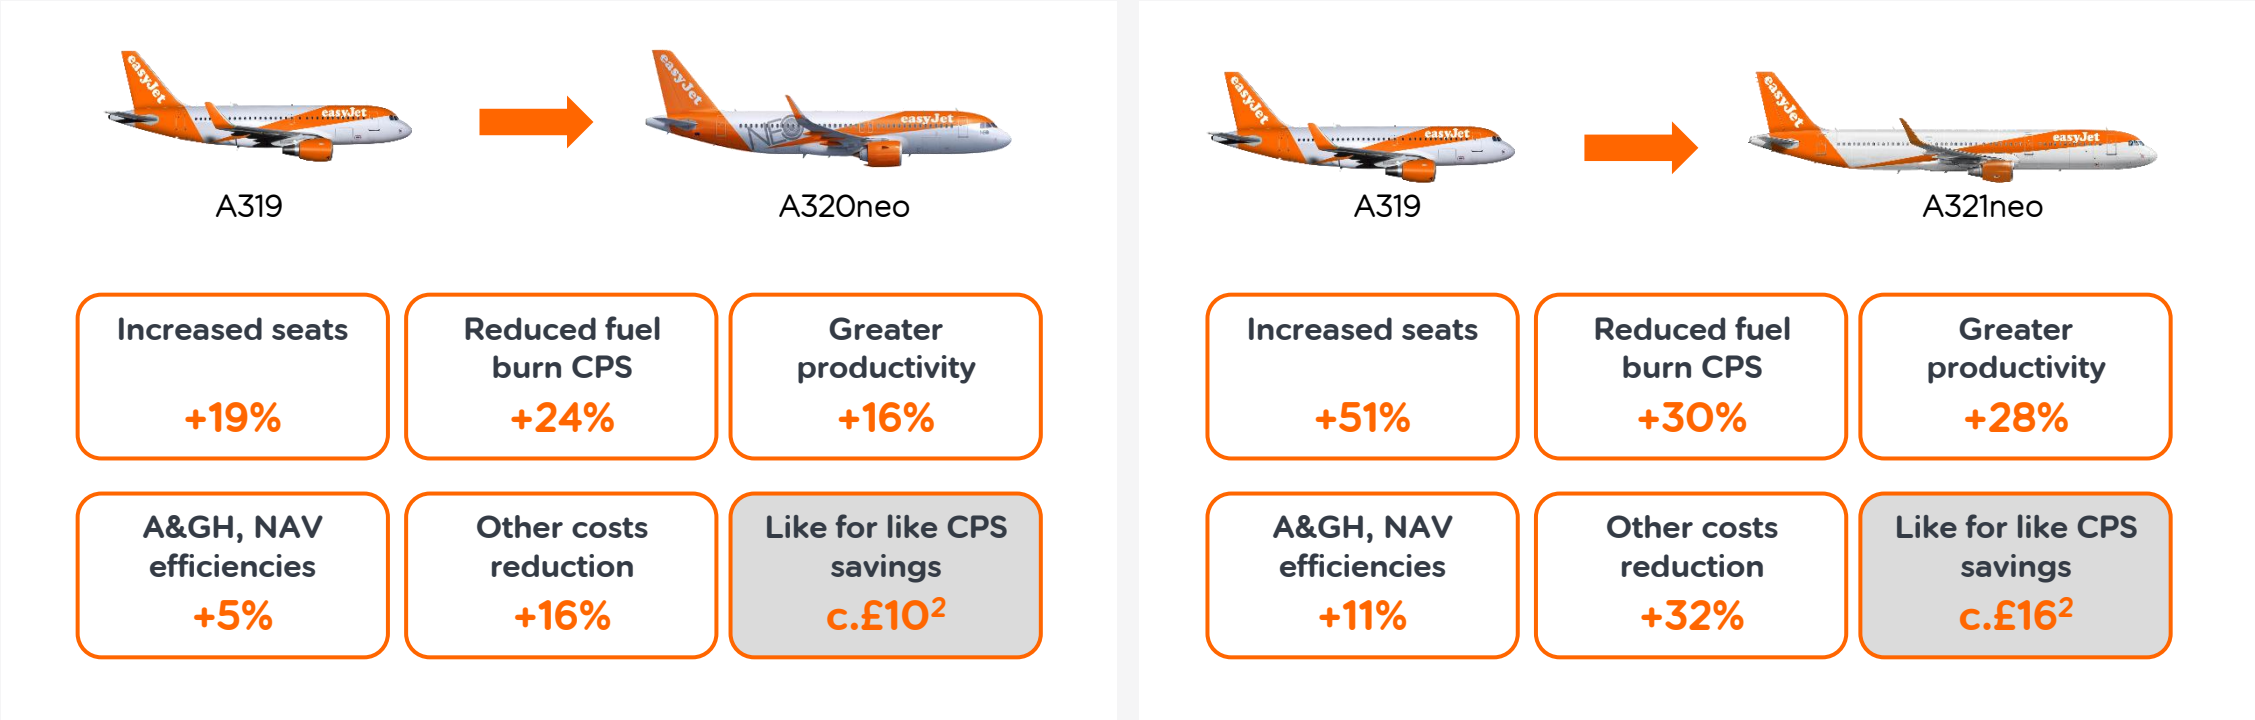 easyJet
easyJet
A319
easyJet
NEO
easyJet
A320neo
Increased seats
+19%
Reduced fuel
burn CPS
+24%
Greater
productivity
+16%
A&GH, NAV
efficiencies
+5%
Other costs
reduction
+16%
Like for like CPS
savings
c.£10²
easyJet
easyJet
A319
easyJet
easyJet
A321neo
Increased seats
+51%
Reduced fuel
burn CPS
+30%
Greater
productivity
+28%
A&GH, NAV
efficiencies
+11%
Other costs
reduction
+32%
Like for like CPS
savings
c.£16²